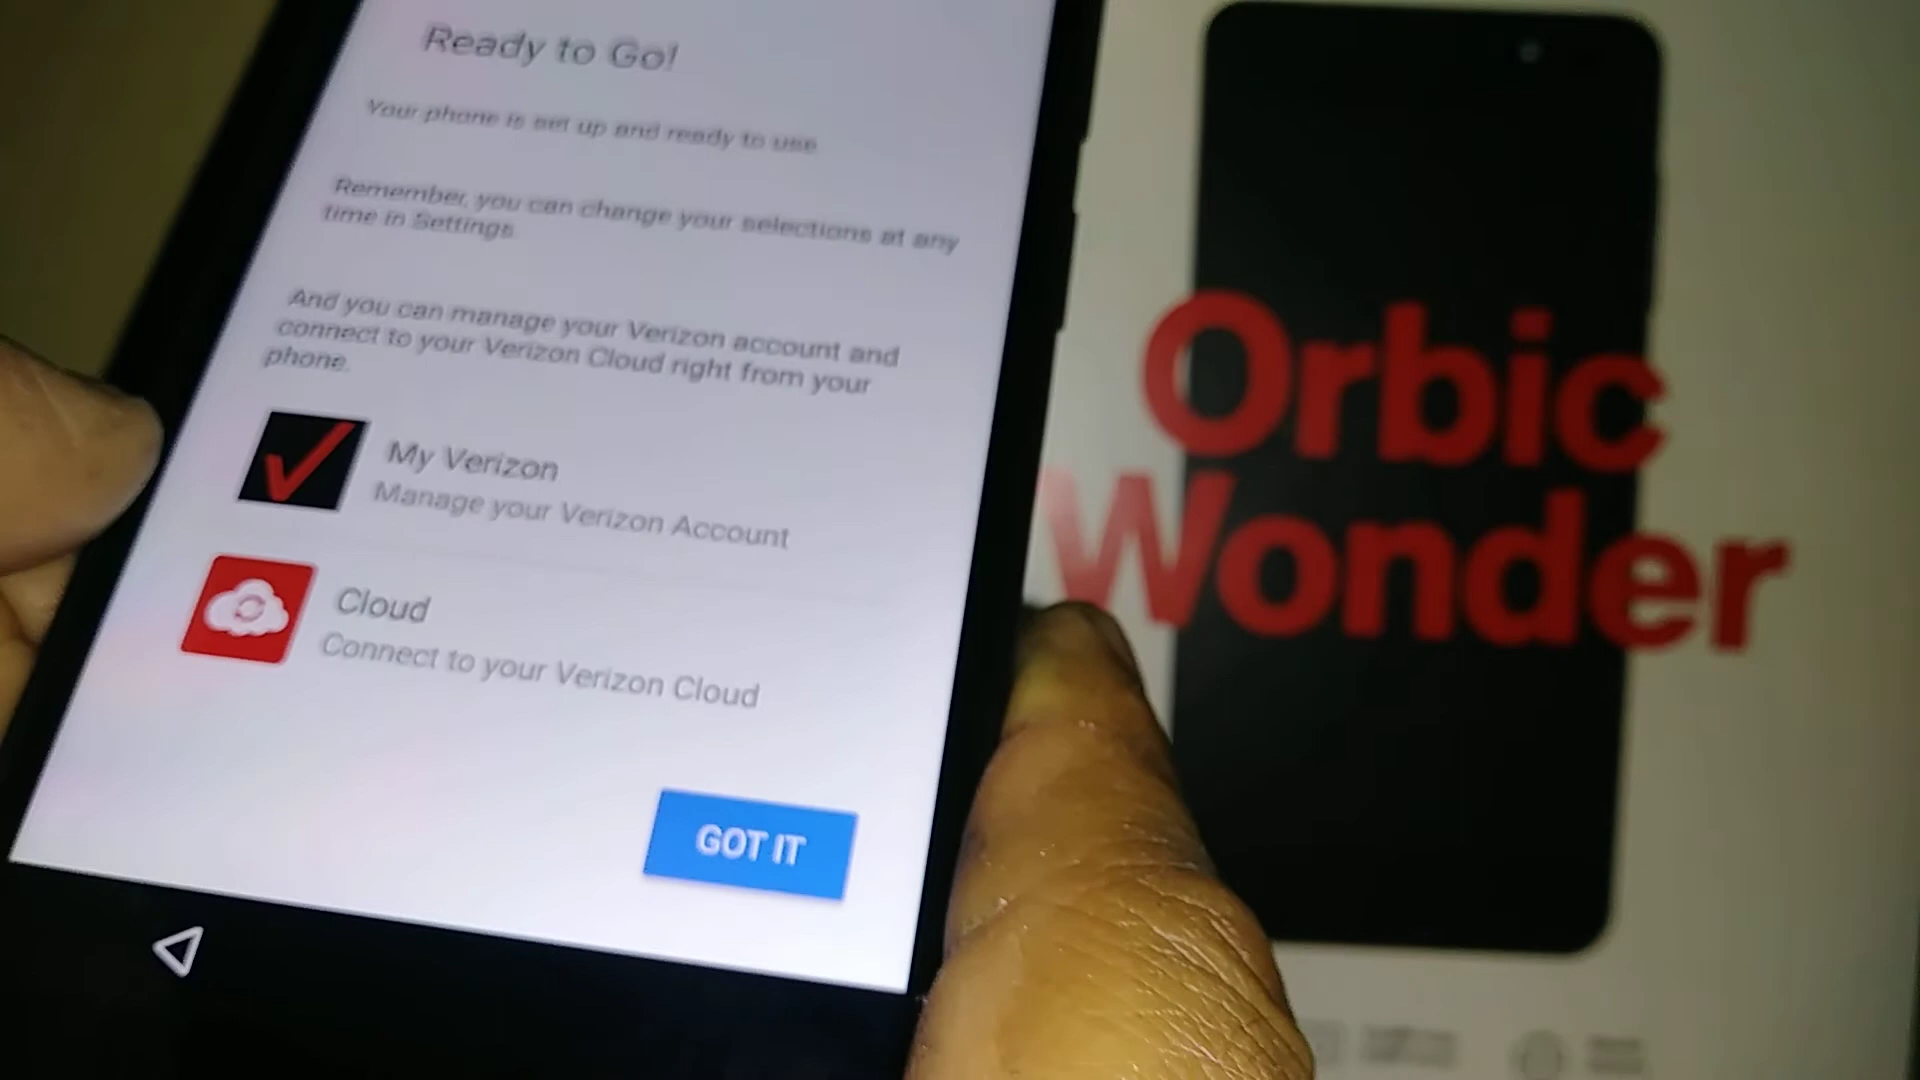 Ready to Go!
Your phone is set up and ready to use
Remember, you can change your selections at any
time in Settings.
And you can manage your Verizon account and
connect to your Verizon Cloud right from your
phone.
My Verizon
Manage your Verizon Account
Cloud
Connect to your Verizon Cloud
GOT IT
Orbic
Wonder